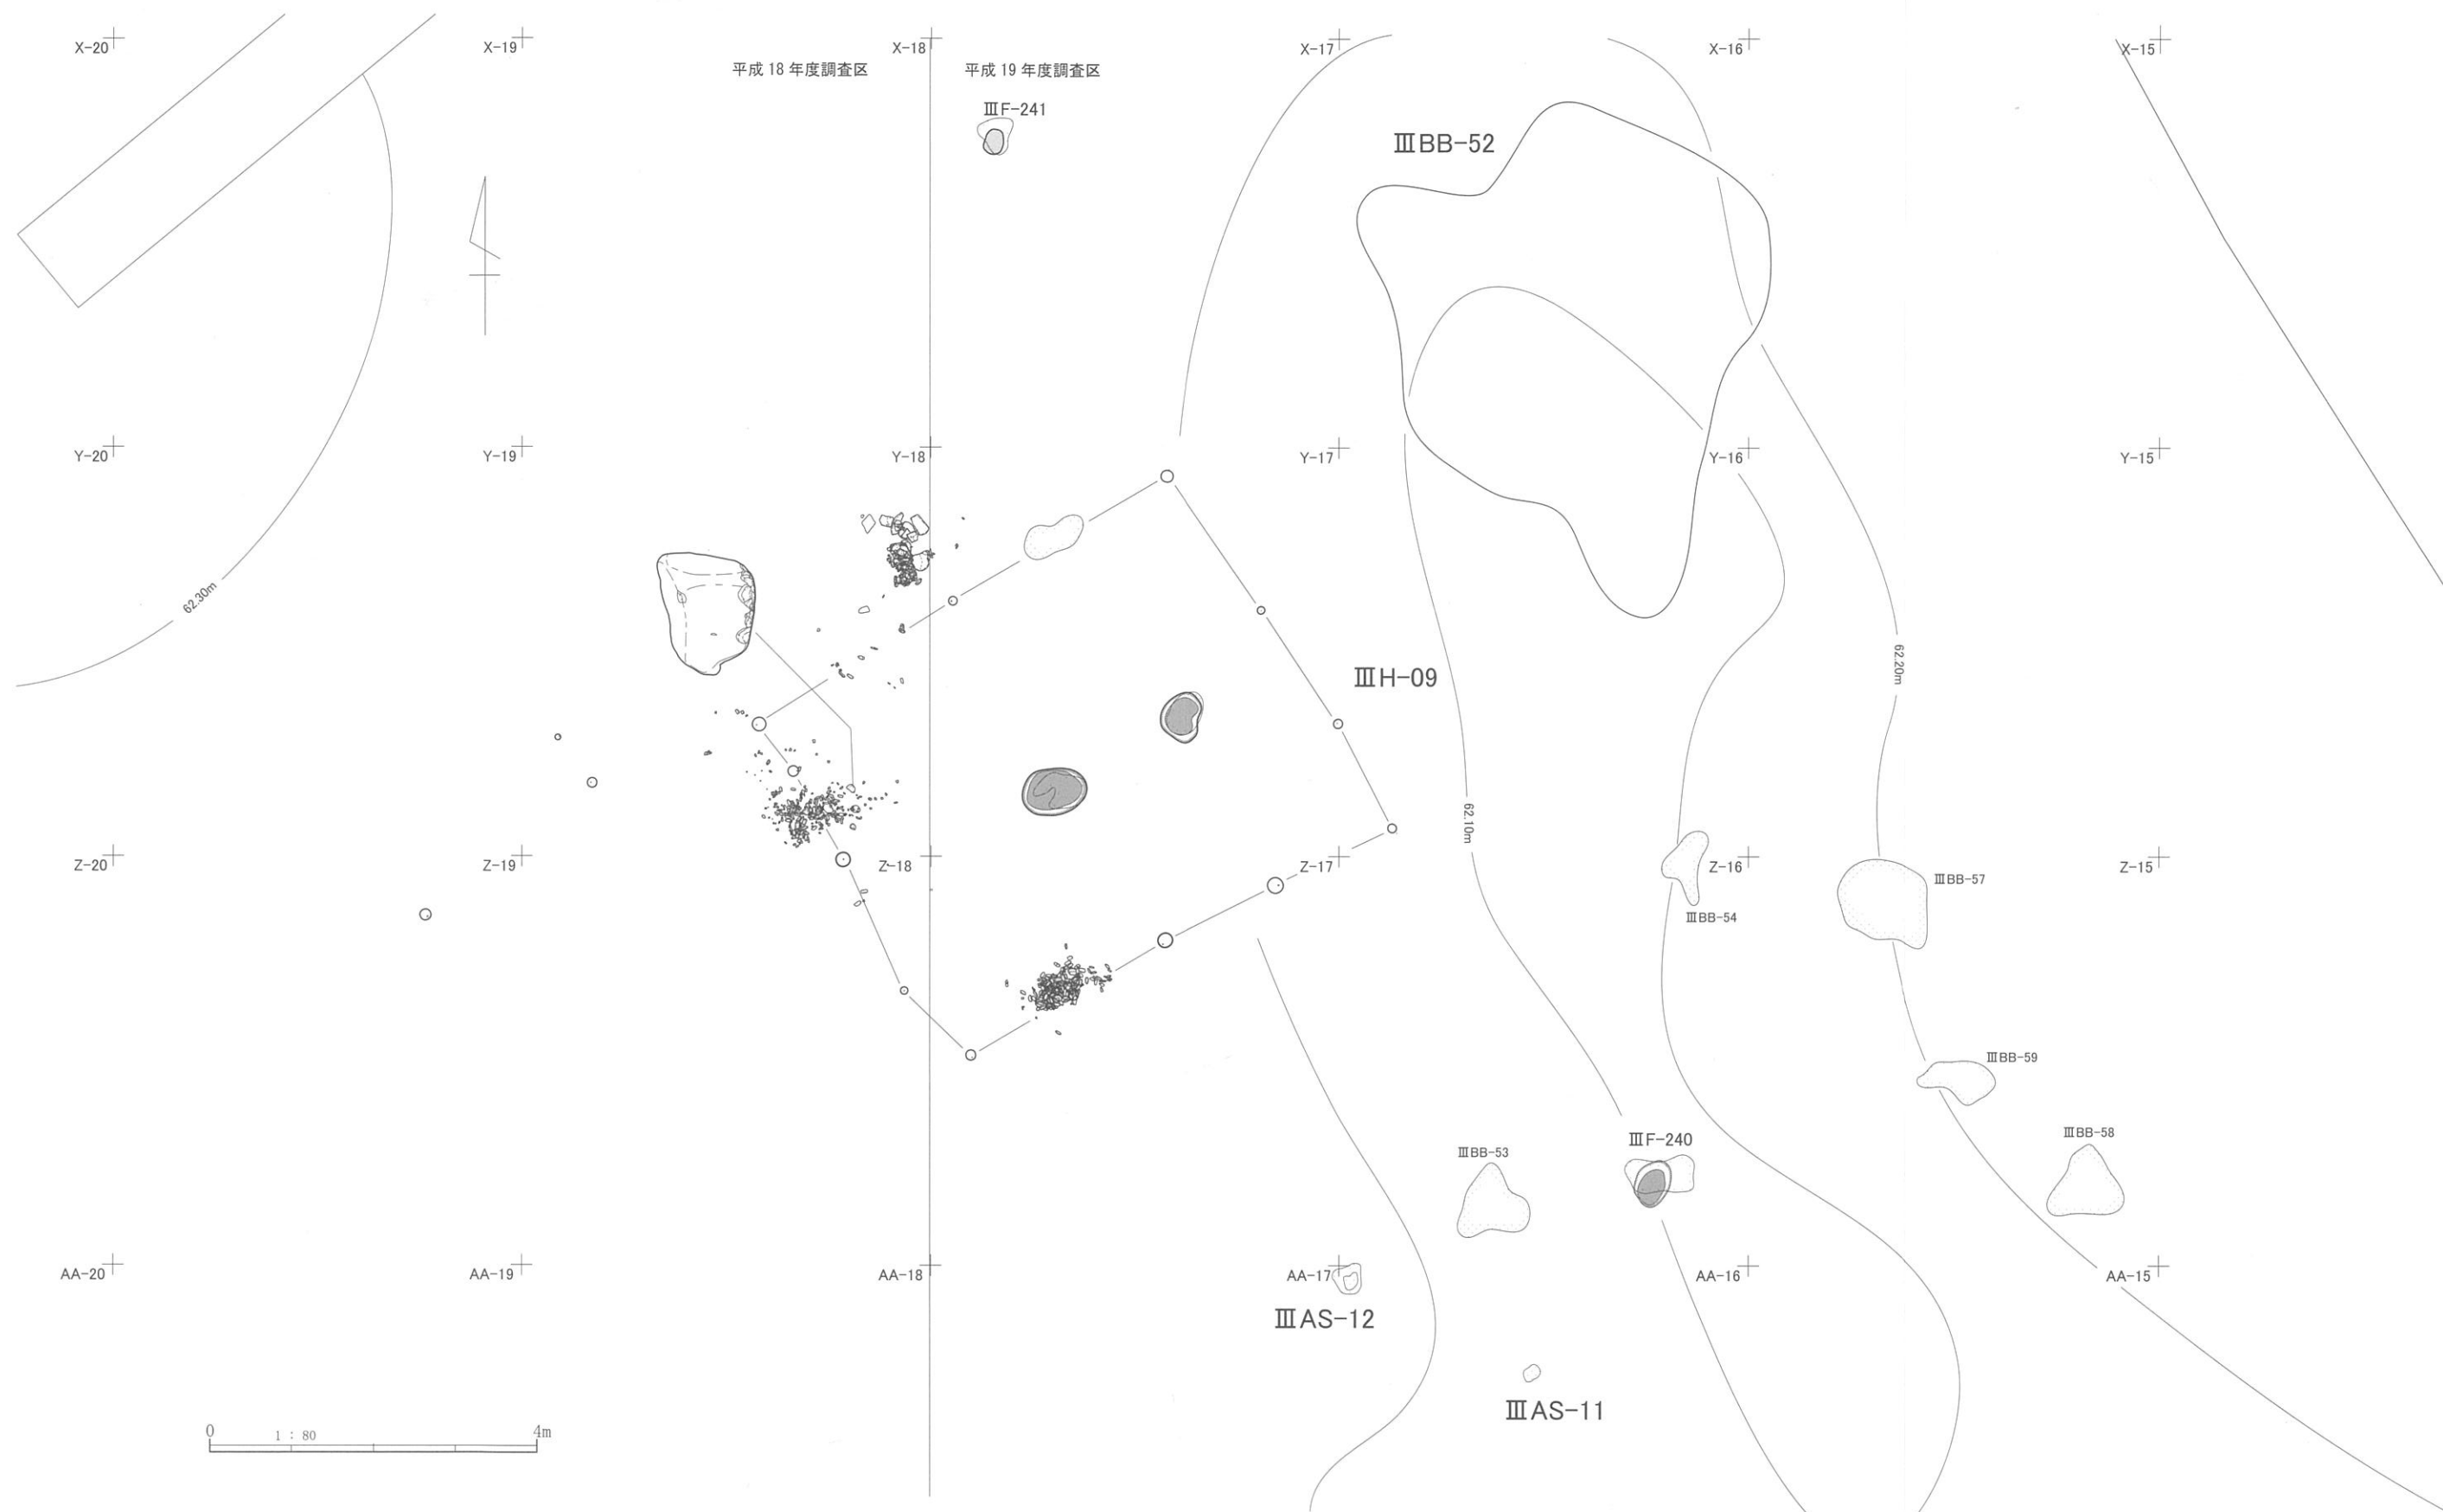 X-20
X-19
X-18
X-17
X-16
X-15
平成 18 年度調査区
平成 19 年度調査区
ⅢF-241
ⅢBB-52
Y-20
Y-19
Y-18
Y-17
Y-16
Y-15
62.30m
62.20m
ⅢH-09
62.10m
Z-20
Z-19
Z-18
Z-17
Z-16
Z-15
ⅢBB-57
ⅢBB-54
ⅢBB-59
ⅢBB-58
ⅢF-240
ⅢBB-53
AA-20
AA-19
AA-18
AA-17
AA-16
AA-15
ⅢAS-12
ⅢAS-11
0 1 : 80 4m